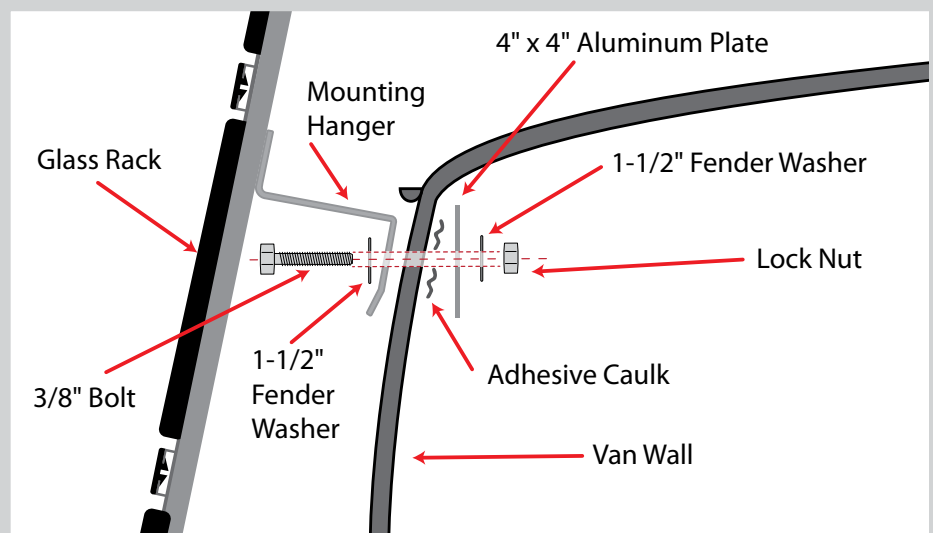 4" x 4" Aluminum Plate
Mounting
Hanger
1-1/2" Fender Washer
Glass Rack
Lock Nut
1-1/2"
Fender
Washer
Adhesive Caulk
3/8" Bolt
Van Wall